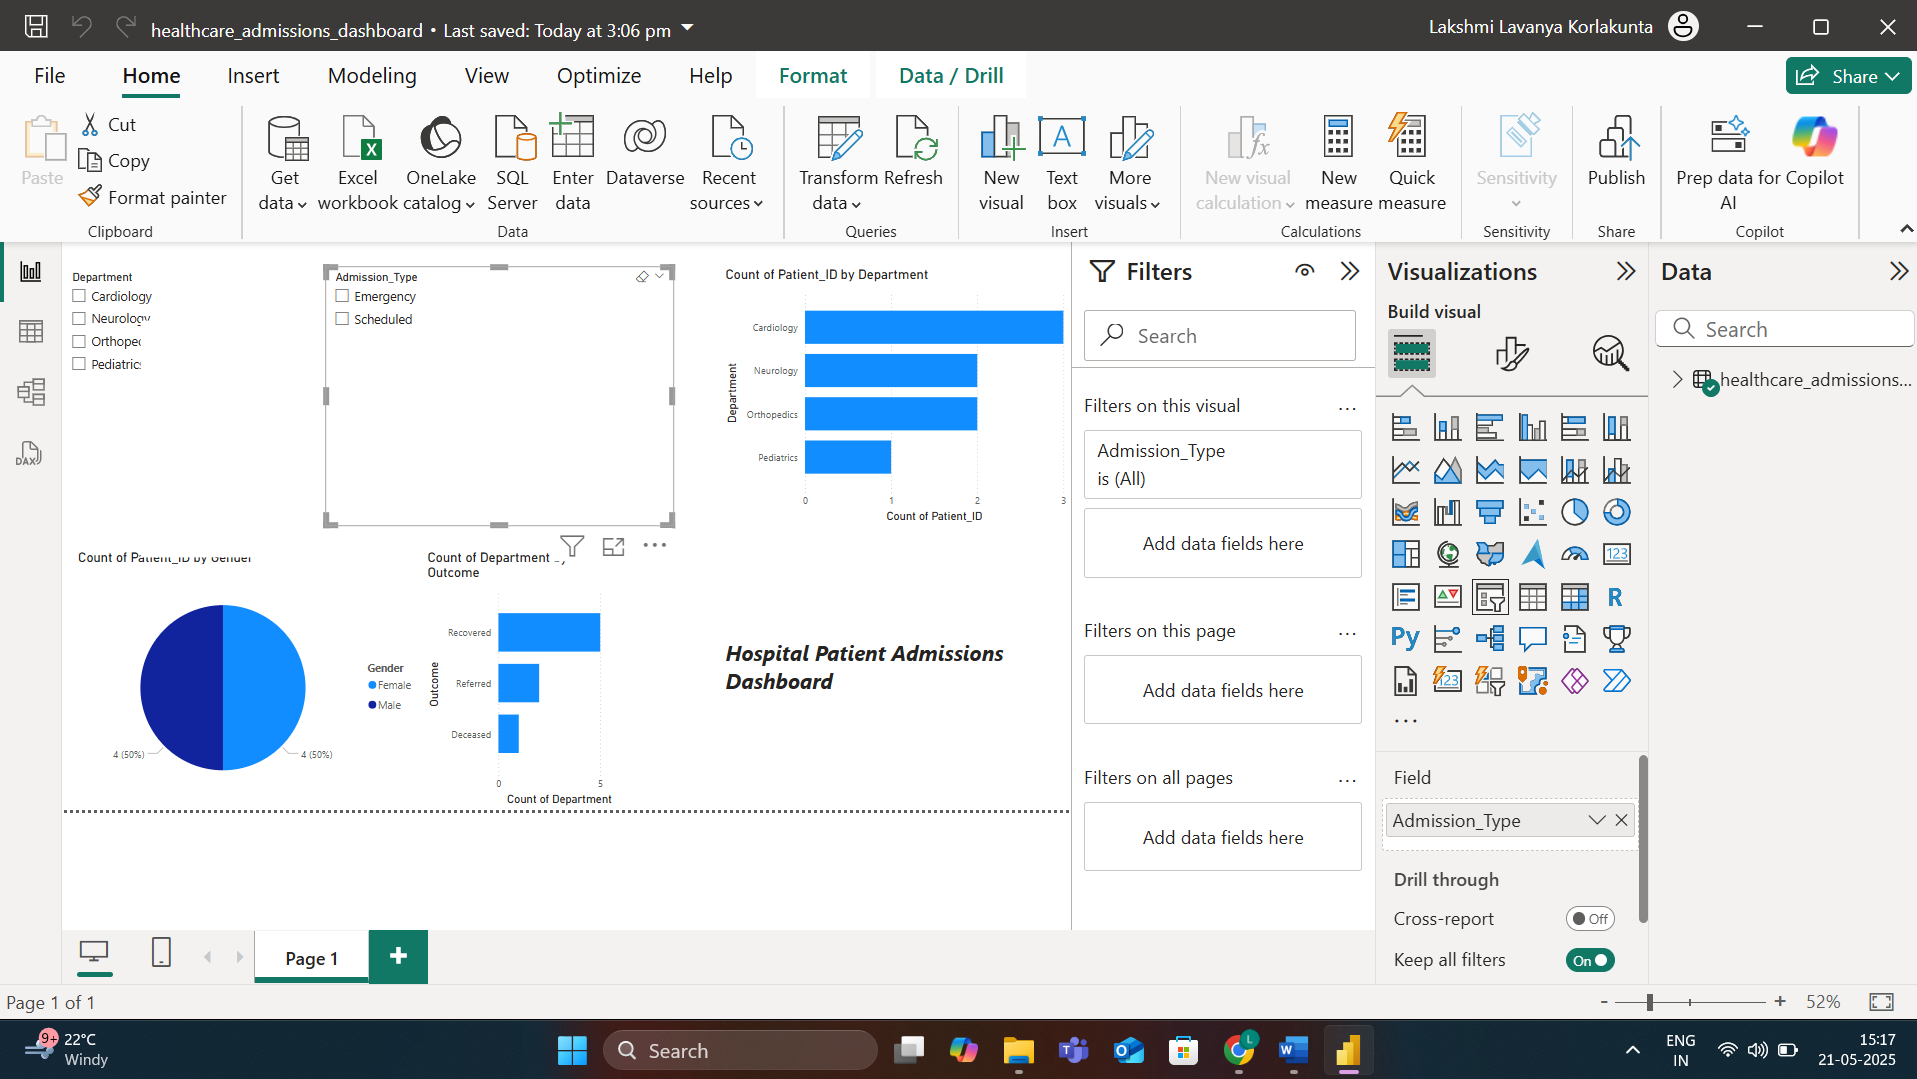 healthcare_admissions_dashboard • Last saved: Today at 3:06 pm
Lakshmi Lavanya Korlakunta
File Home Insert Modeling View Optimize Help Format Data / Drill
Share
Paste
Cut
Copy
Format painter
Clipboard
Get data
Excel workbook
OneLake catalog
SQL Server
Enter data
Dataverse
Recent sources
Data
Transform data
Refresh
Queries
New visual
Text box
More visuals
Insert
New visual calculation
New measure
Quick measure
Calculations
Sensitivity
Sensitivity
Publish
Share
Prep data for AI
Copilot
Copilot
DAX
Department
Cardiology
Neurology
Orthoped
Pediatric
Admission_Type
Emergency
Scheduled
Count of Patient_ID by Department
Department
Cardiology
Neurology
Orthopedics
Pediatrics
0 1 2 3
Count of Patient_ID
Count of Patient_ID by Gender
4 (50%)
4 (50%)
Gender
Female
Male
Count of Department
Outcome
Outcome
Recovered
Referred
Deceased
0 5
Count of Department
Hospital Patient Admissions
Dashboard
Filters
Search
Filters on this visual ...
Admission_Type
is (All)
Add data fields here
Filters on this page ...
Add data fields here
Filters on all pages ...
Add data fields here
Visualizations
Build visual
123
R
Py
123
...
Field
Admission_Type
Drill through
Cross-report Off
Keep all filters On
Data
Search
healthcare_admissions...
Page 1
+
Page 1 of 1
- + 52%
9+
22°C
Windy
Search
L
ENG
IN
15:17
21-05-2025